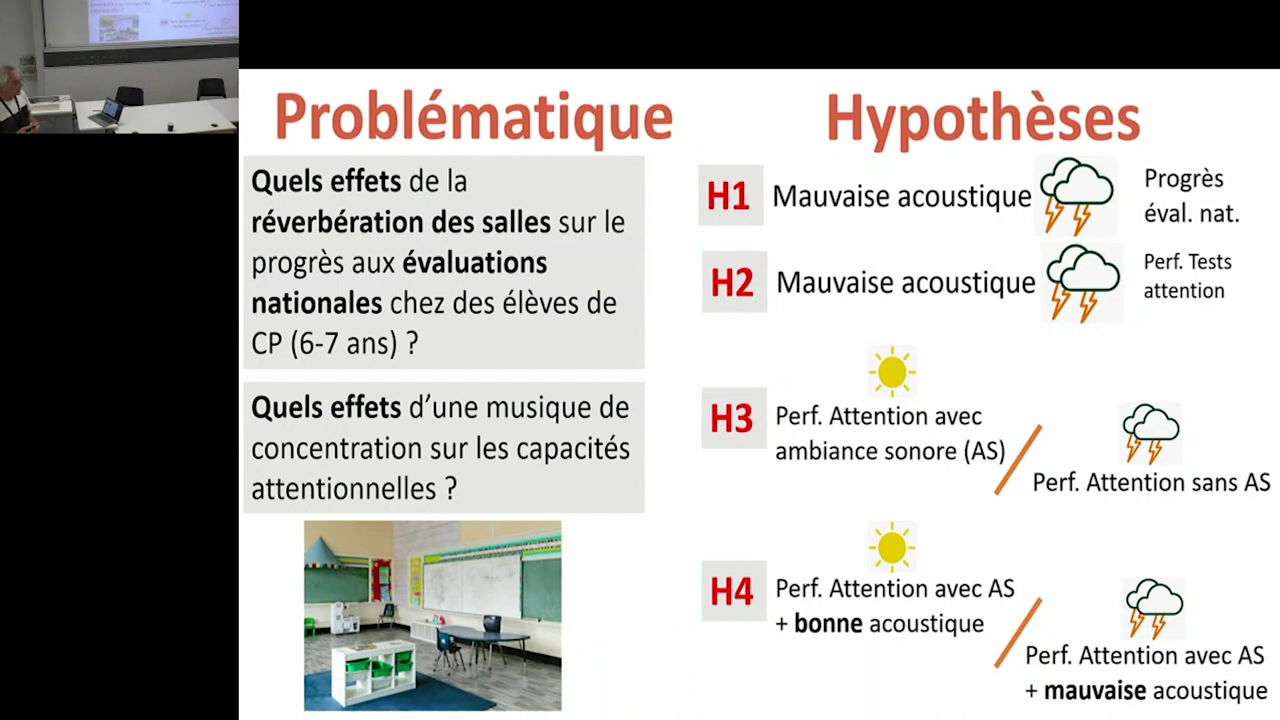 Problématique
Quels effets de la
réverbération des salles sur le
progrès aux évaluations
nationales chez des élèves de
CP (6-7 ans) ?
Quels effets d'une musique de
concentration sur les capacités
attentionnelles ?
Hypothèses
H1 Mauvaise acoustique
Progrès
éval. nat.
H2 Mauvaise acoustique
Perf. Tests
attention
H3
Perf. Attention avec
ambiance sonore (AS)
Perf. Attention sans AS
H4
Perf. Attention avec AS
+ bonne acoustique
Perf. Attention avec AS
+ mauvaise acoustique